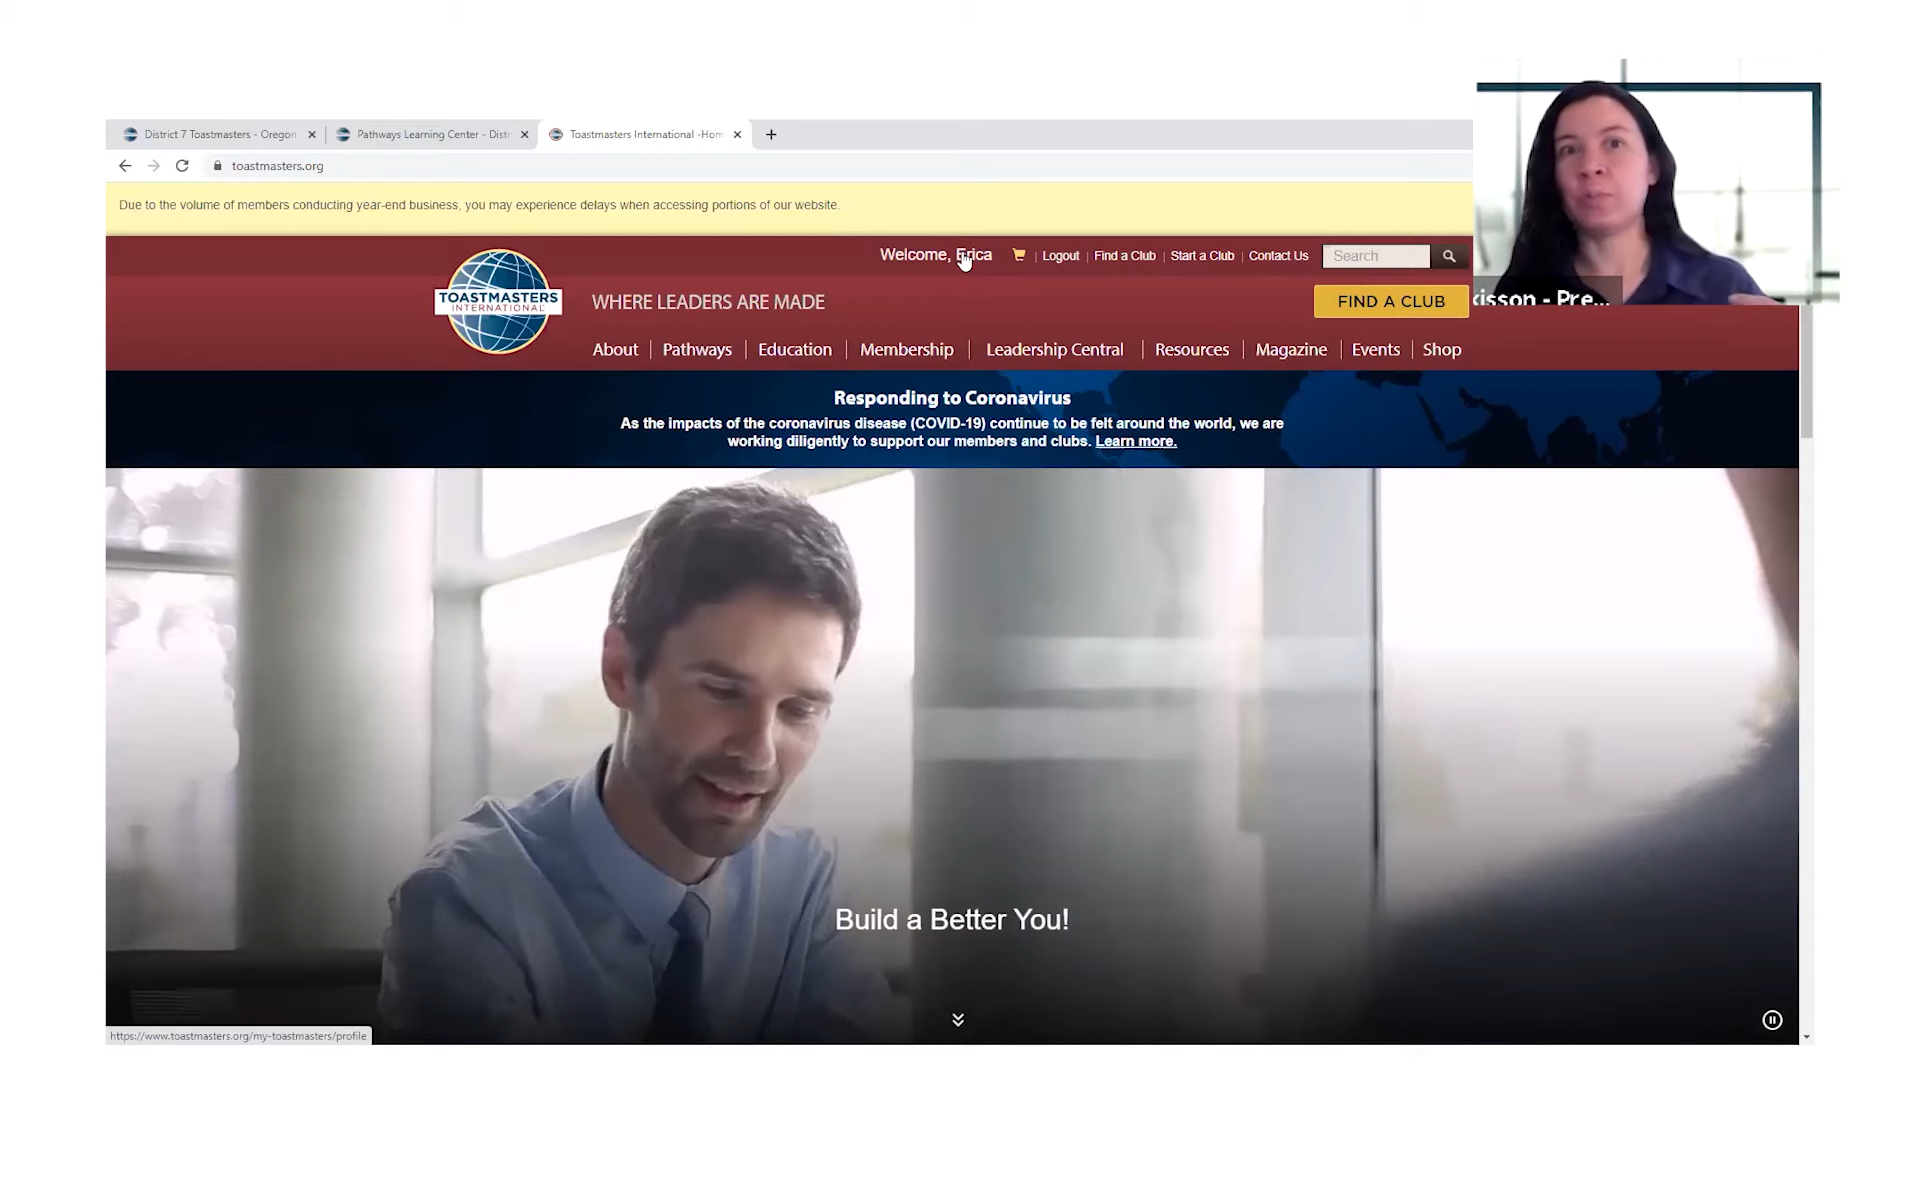 District 7 Toastmasters - Oregon
Pathways Learning Center - Distr
Toastmasters International -Hom
toastmasters.org
Due to the volume of members conducting year-end business, you may experience delays when accessing portions of our website.
Welcome, Erica
Logout
Find a Club
Start a Club
Contact Us
Search
TOASTMASTERS
INTERNATIONAL
WHERE LEADERS ARE MADE
FIND A CLUB
kisson - Pre...
About
Pathways
Education
Membership
Leadership Central
Resources
Magazine
Events
Shop
Responding to Coronavirus
As the impacts of the coronavirus disease (COVID-19) continue to be felt around the world, we are
working diligently to support our members and clubs. Learn more.
Build a Better You!
https://www.toastmasters.org/my-toastmasters/profile